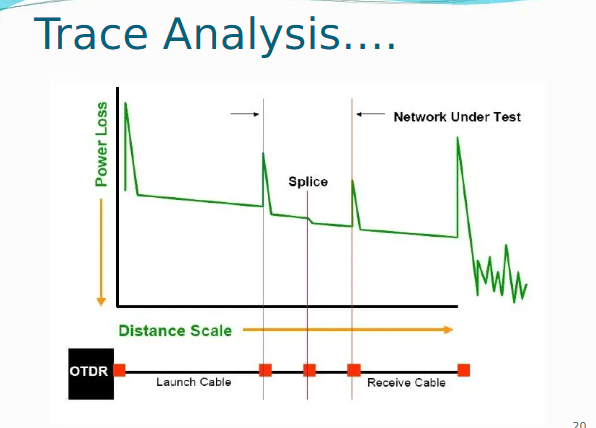 Trace Analysis....
Power Loss
Network Under Test
Splice
Distance Scale
OTDR
Launch Cable
Receive Cable
20